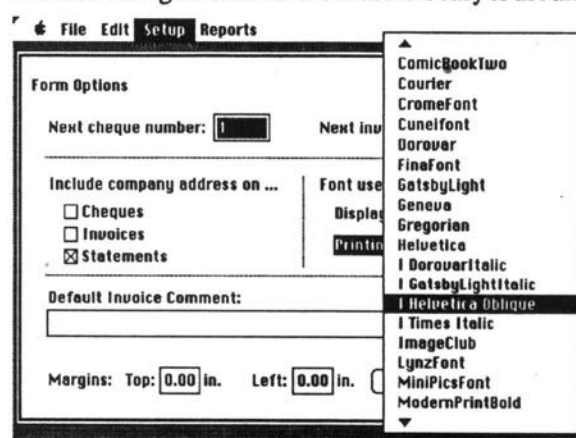 File Edit Setup Reports
Form Options
Next cheque number: 1
Next inv
Include company address on ...
Cheques
Invoices
Statements
Font use
Display
Printin
Default Invoice Comment:
Margins: Top: 0.00 in. Left: 0.00 in.
ComicBookTwo
Courier
CromeFont
Cuneifont
Dorovar
FinaFont
GatsbyLight
Geneva
Gregorian
Helvetica
I DorovarItalic
I GatsbyLightItalic
I Helvetica Oblique
I Times Italic
ImageClub
LynzFont
MiniPicsFont
ModernPrintBold